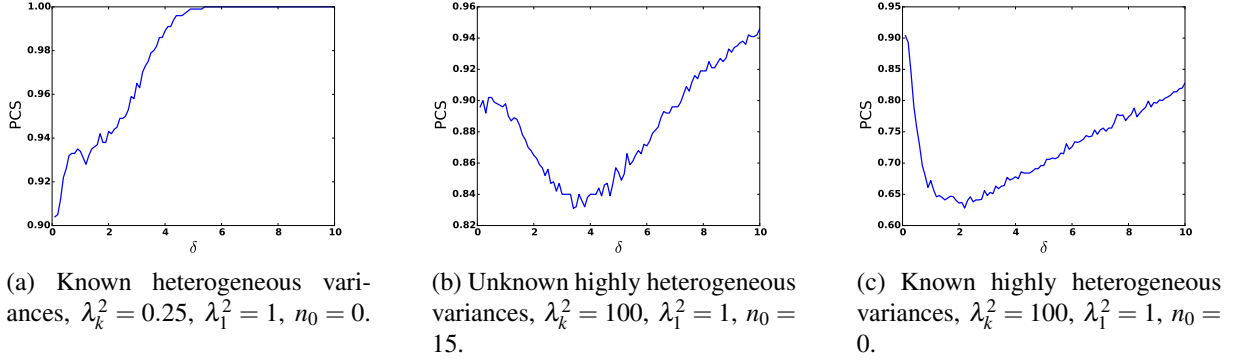 1.00
0.98
0.96
0.94
0.92
0.90
PCS
0 2 4 6 8 10
δ
(a) Known heterogeneous vari-
ances, λ_k^2 = 0.25, λ_1^2 = 1, n_0 = 0.
0.96
0.94
0.92
0.90
0.88
0.86
0.84
0.82
PCS
0 2 4 6 8 10
δ
(b) Unknown highly heterogeneous
variances, λ_k^2 = 100, λ_1^2 = 1, n_0 =
15.
0.95
0.90
0.85
0.80
0.75
0.70
0.65
0.60
PCS
0 2 4 6 8 10
δ
(c) Known highly heterogeneous
variances, λ_k^2 = 100, λ_1^2 = 1, n_0 =
0.